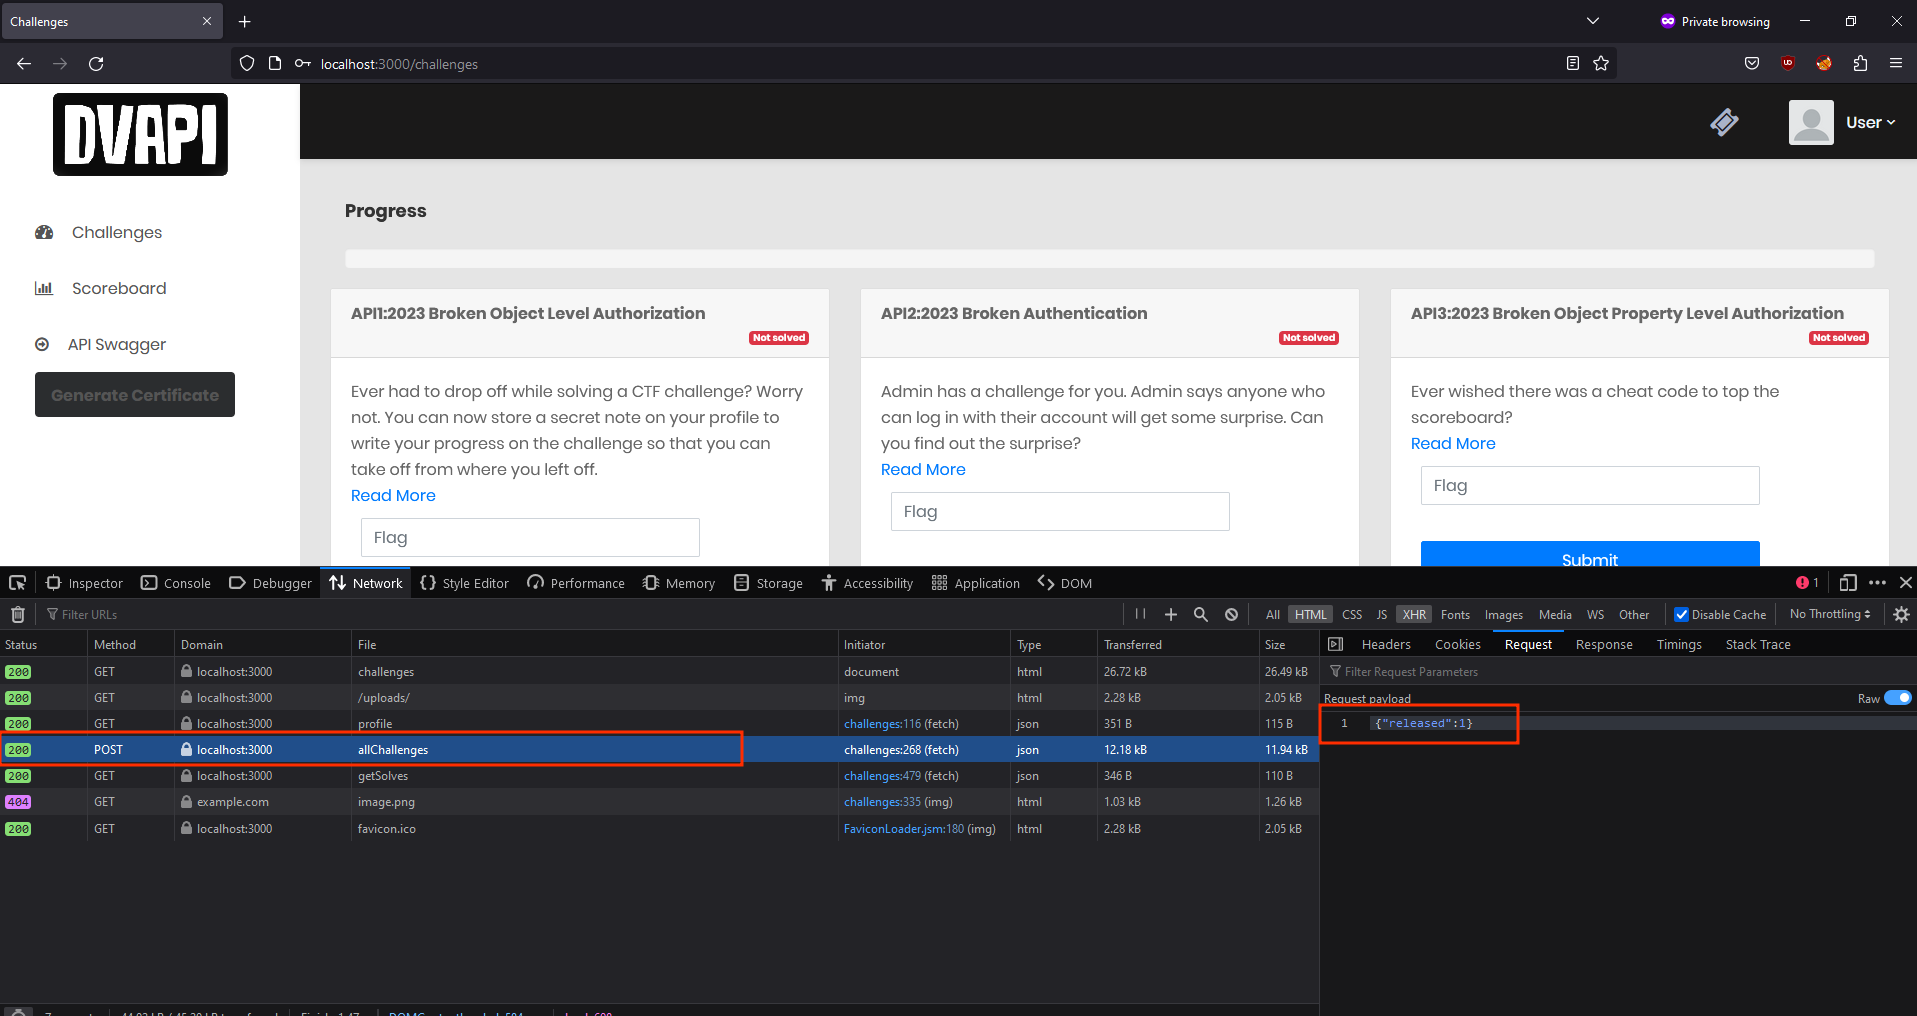 Challenges
Private browsing
localhost:3000/challenges
DVAPI
User
Challenges
Scoreboard
API Swagger
Generate Certificate
Progress
API1:2023 Broken Object Level Authorization
Not solved
Ever had to drop off while solving a CTF challenge? Worry
not. You can now store a secret note on your profile to
write your progress on the challenge so that you can
take off from where you left off.
Read More
Flag
API2:2023 Broken Authentication
Not solved
Admin has a challenge for you. Admin says anyone who
can log in with their account will get some surprise. Can
you find out the surprise?
Read More
Flag
API3:2023 Broken Object Property Level Authorization
Not solved
Ever wished there was a cheat code to top the
scoreboard?
Read More
Flag
Submit
Inspector Console Debugger Network Style Editor Performance Memory Storage Accessibility Application DOM 1
Filter URLs All HTML CSS JS XHR Fonts Images Media WS Other Disable Cache No Throttling
Status Method Domain File Initiator Type Transferred Size
200 GET localhost:3000 challenges document html 26.72 kB 26.49 kB
200 GET localhost:3000 /uploads/ img html 2.28 kB 2.05 kB
200 GET localhost:3000 profile challenges:116 (fetch) json 351 B 115 B
200 POST localhost:3000 allChallenges challenges:268 (fetch) json 12.18 kB 11.94 kB
200 GET localhost:3000 getSolves challenges:479 (fetch) json 346 B 110 B
404 GET example.com image.png challenges:335 (img) html 1.03 kB 1.26 kB
200 GET localhost:3000 favicon.ico FaviconLoader.jsm:180 (img) html 2.28 kB 2.05 kB
Headers Cookies Request Response Timings Stack Trace
Filter Request Parameters
Request payload Raw
1 {"released":1}